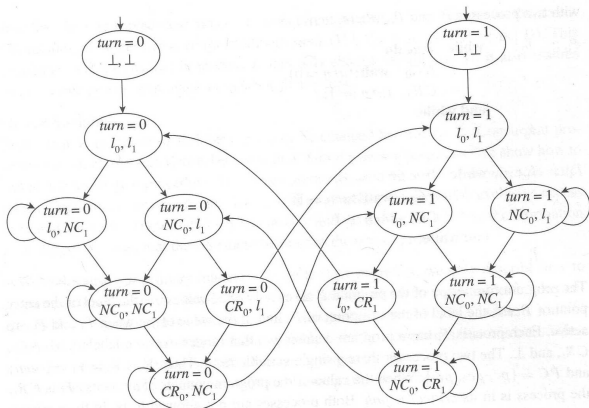 turn = 0
⊥, ⊥
turn = 1
⊥, ⊥
turn = 0
l₀, l₁
turn = 1
l₀, l₁
turn = 0
l₀, NC₁
turn = 0
NC₀, l₁
turn = 1
l₀, NC₁
turn = 1
NC₀, l₁
turn = 0
NC₀, NC₁
turn = 0
CR₀, l₁
turn = 1
l₀, CR₁
turn = 1
NC₀, NC₁
turn = 0
CR₀, NC₁
turn = 1
NC₀, CR₁